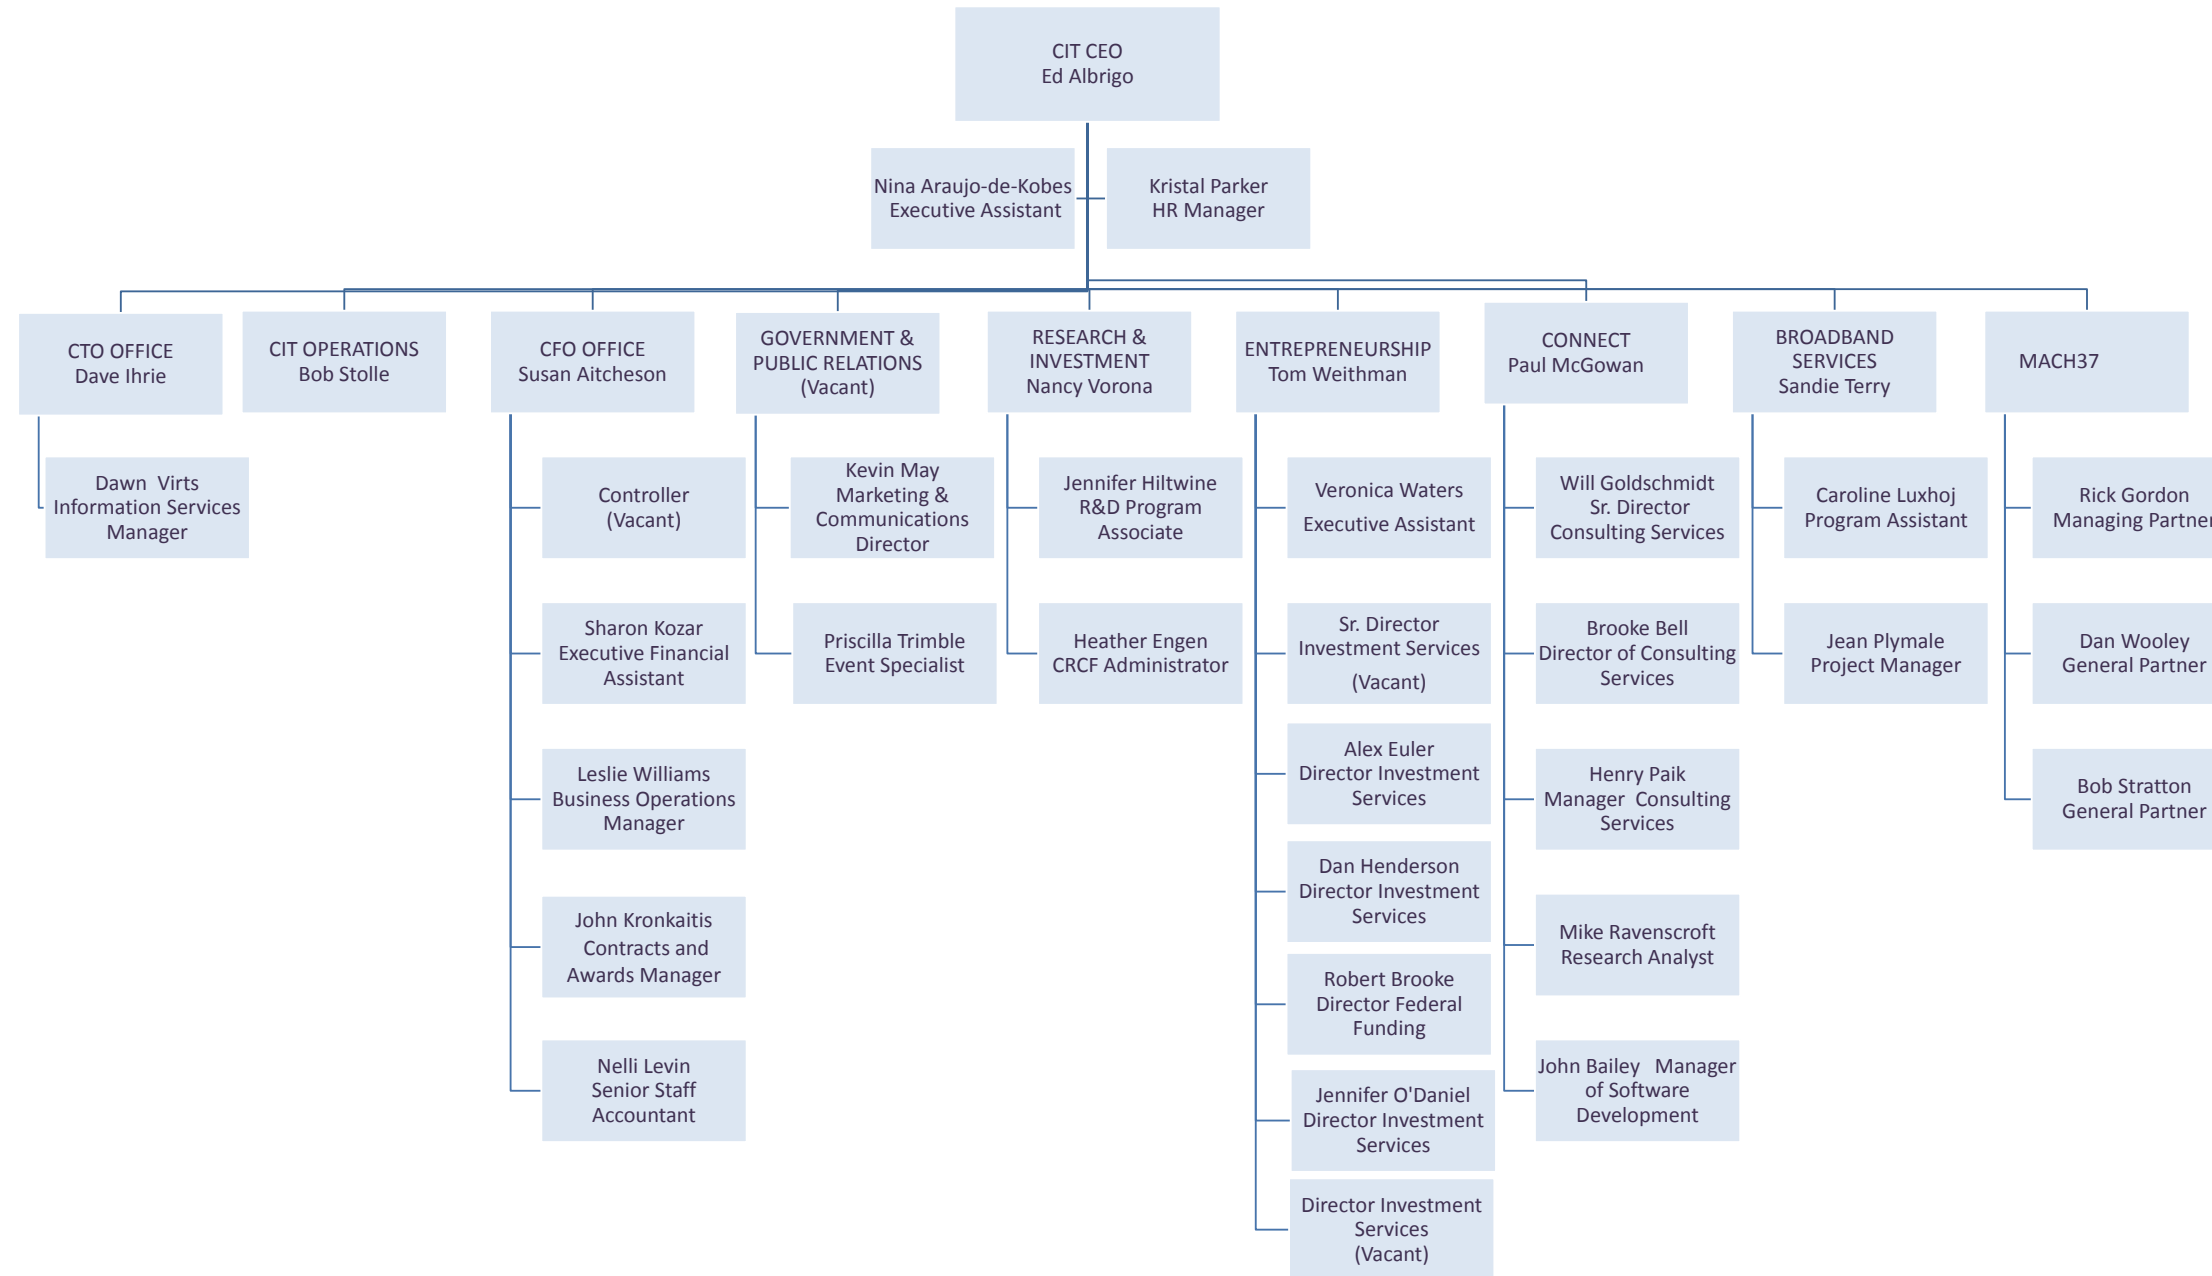 CIT CEO
Ed Albrigo
Nina Araujo-de-Kobes
Executive Assistant
Kristal Parker
HR Manager
CTO OFFICE
Dave Ihrie
CIT OPERATIONS
Bob Stolle
CFO OFFICE
Susan Aitcheson
GOVERNMENT &
PUBLIC RELATIONS
(Vacant)
RESEARCH &
INVESTMENT
Nancy Vorona
ENTREPRENEURSHIP
Tom Weithman
CONNECT
Paul McGowan
BROADBAND
SERVICES
Sandie Terry
MACH37
Dawn  Virts
Information Services
Manager
Controller
(Vacant)
Kevin May
Marketing &
Communications
Director
Jennifer Hiltwine
R&D Program
Associate
Veronica Waters
Executive Assistant
Will Goldschmidt
Sr. Director
Consulting Services
Caroline Luxhoj
Program Assistant
Rick Gordon
Managing Partner
Sharon Kozar
Executive Financial
Assistant
Priscilla Trimble
Event Specialist
Heather Engen
CRCF Administrator
Sr. Director
Investment Services
(Vacant)
Brooke Bell
Director of Consulting
Services
Jean Plymale
Project Manager
Dan Wooley
General Partner
Leslie Williams
Business Operations
Manager
Alex Euler
Director Investment
Services
Henry Paik
Manager  Consulting
Services
Bob Stratton
General Partner
Dan Henderson
Director Investment
Services
John Kronkaitis
Contracts and
Awards Manager
Mike Ravenscroft
Research Analyst
Robert Brooke
Director Federal
Funding
Nelli Levin
Senior Staff
Accountant
Jennifer O'Daniel
Director Investment
Services
John Bailey   Manager
of Software
Development
Director Investment
Services
(Vacant)